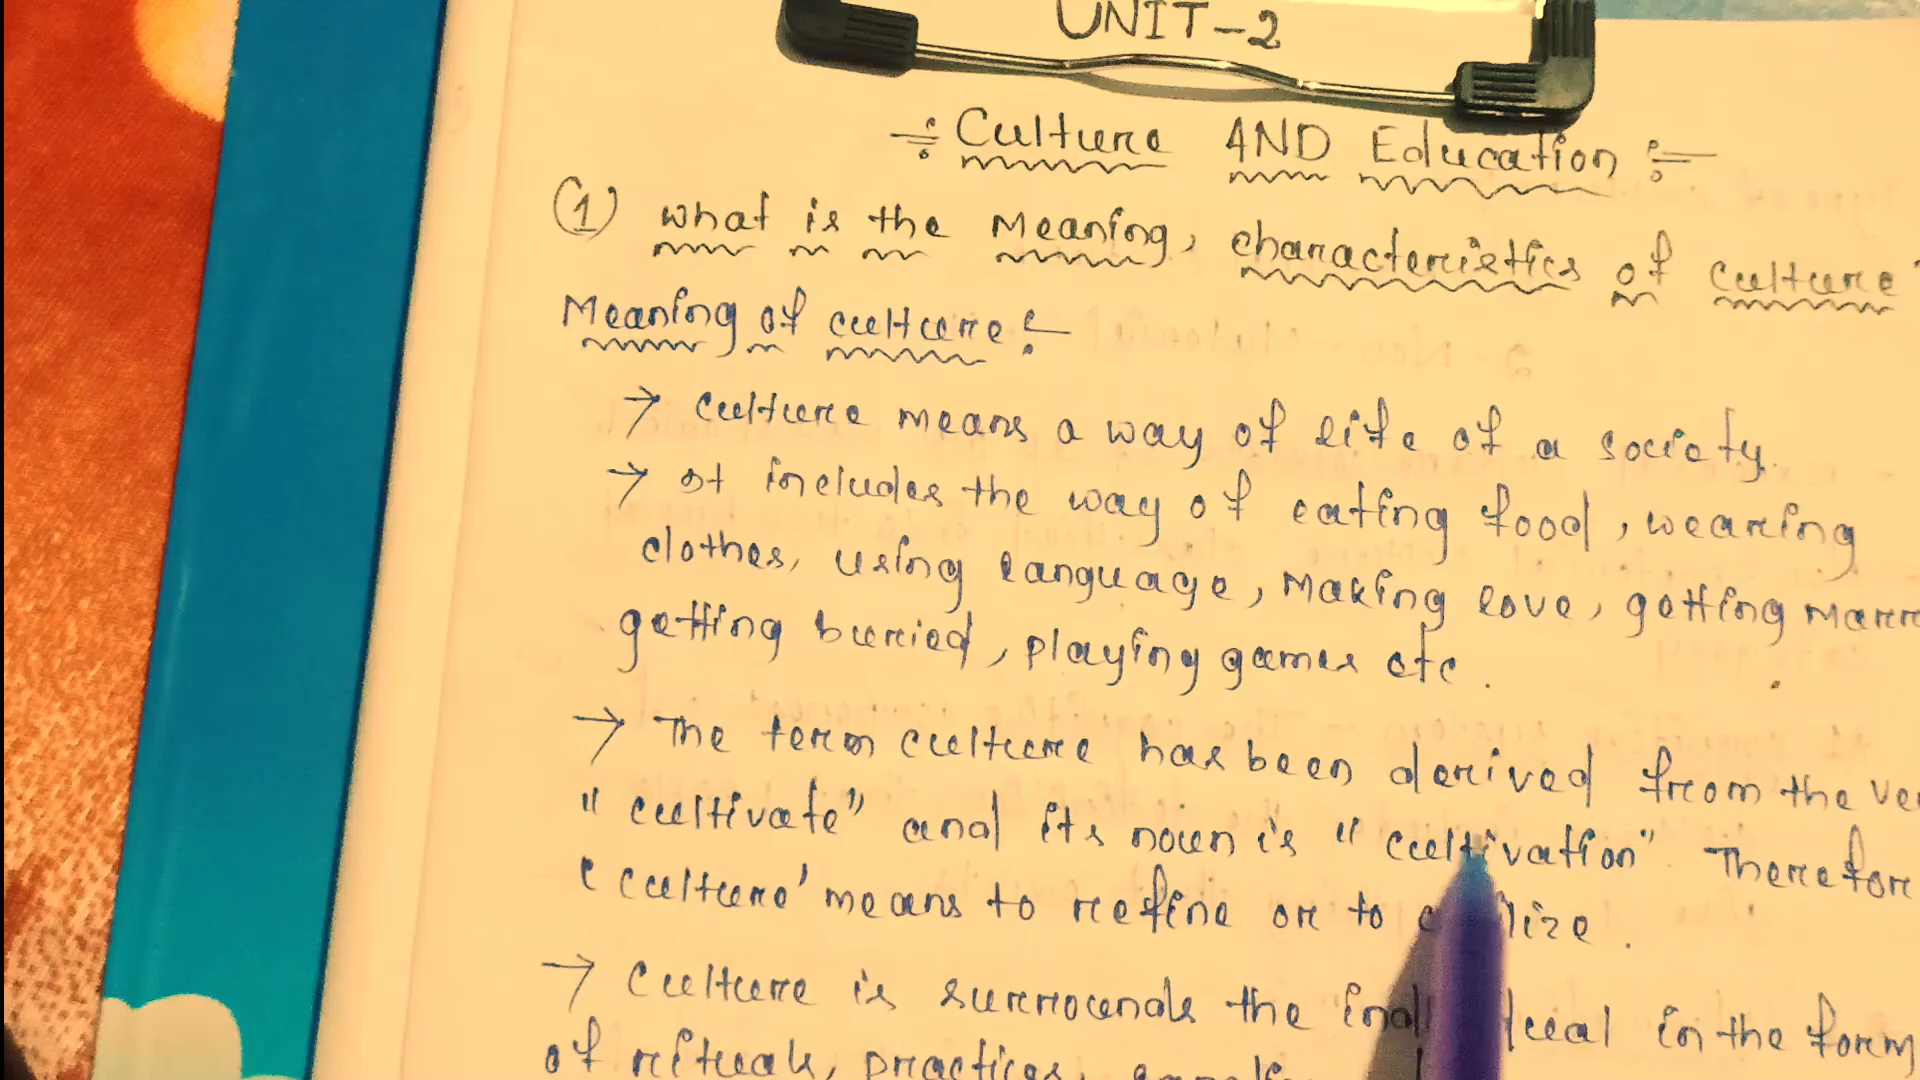 UNIT-2
Culture AND Education
(1) what is the Meaning, characteristics of culture
Meaning of culture:-
→ Culture means a way of life of a society.
→ It includes the way of eating food, wearing
clothes, using language, Making love, getting
getting buried, playing games etc.
→ The term culture has been derived from the
"cultivate" and its noun is "cultivation". Therefore
'culture' means to refine or to
→ Culture is surrounds the in the form
of rituals, practices,